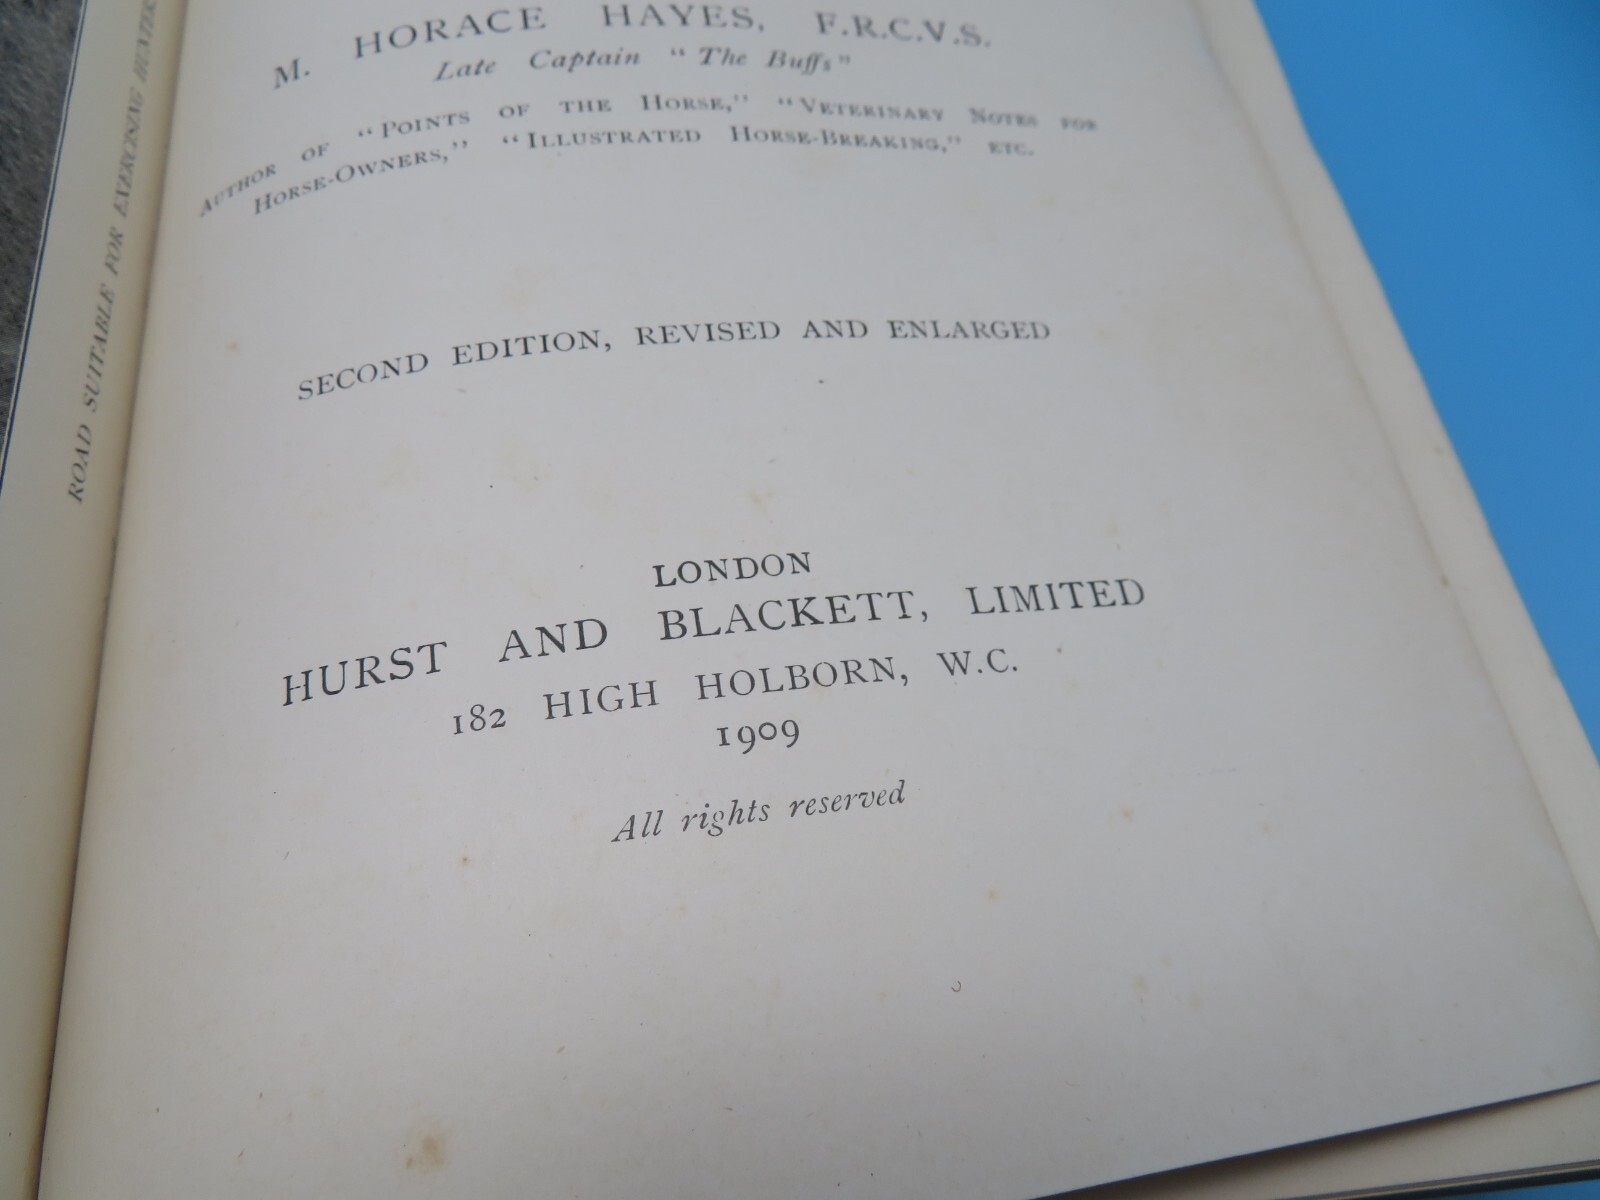 M. HORACE HAYES, F.R.C.V.S.
Late Captain "The Buffs"
AUTHOR OF "POINTS OF THE HORSE," "VETERINARY NOTES FOR
HORSE-OWNERS," "ILLUSTRATED HORSE-BREAKING," ETC.
SECOND EDITION, REVISED AND ENLARGED
LONDON
HURST AND BLACKETT, LIMITED
182 HIGH HOLBORN, W.C.
1909
All rights reserved
ROAD SUITABLE FOR EXERCISING